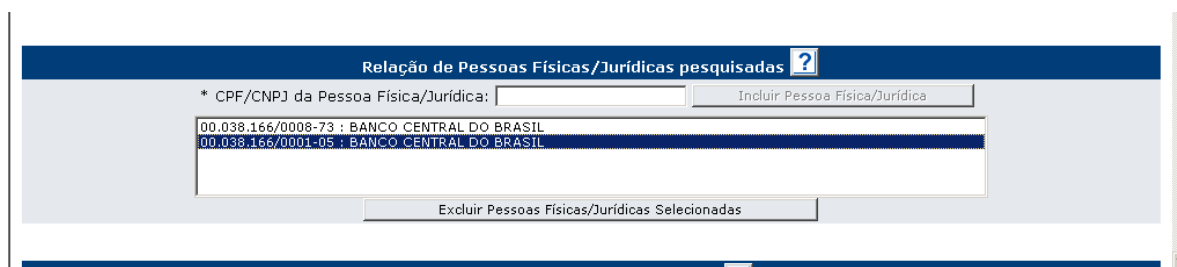 Relação de Pessoas Físicas/Jurídicas pesquisadas ?
* CPF/CNPJ da Pessoa Física/Jurídica: Incluir Pessoa Física/Jurídica
00.038.166/0008-73 : BANCO CENTRAL DO BRASIL
00.038.166/0001-05 : BANCO CENTRAL DO BRASIL
Excluir Pessoas Físicas/Jurídicas Selecionadas